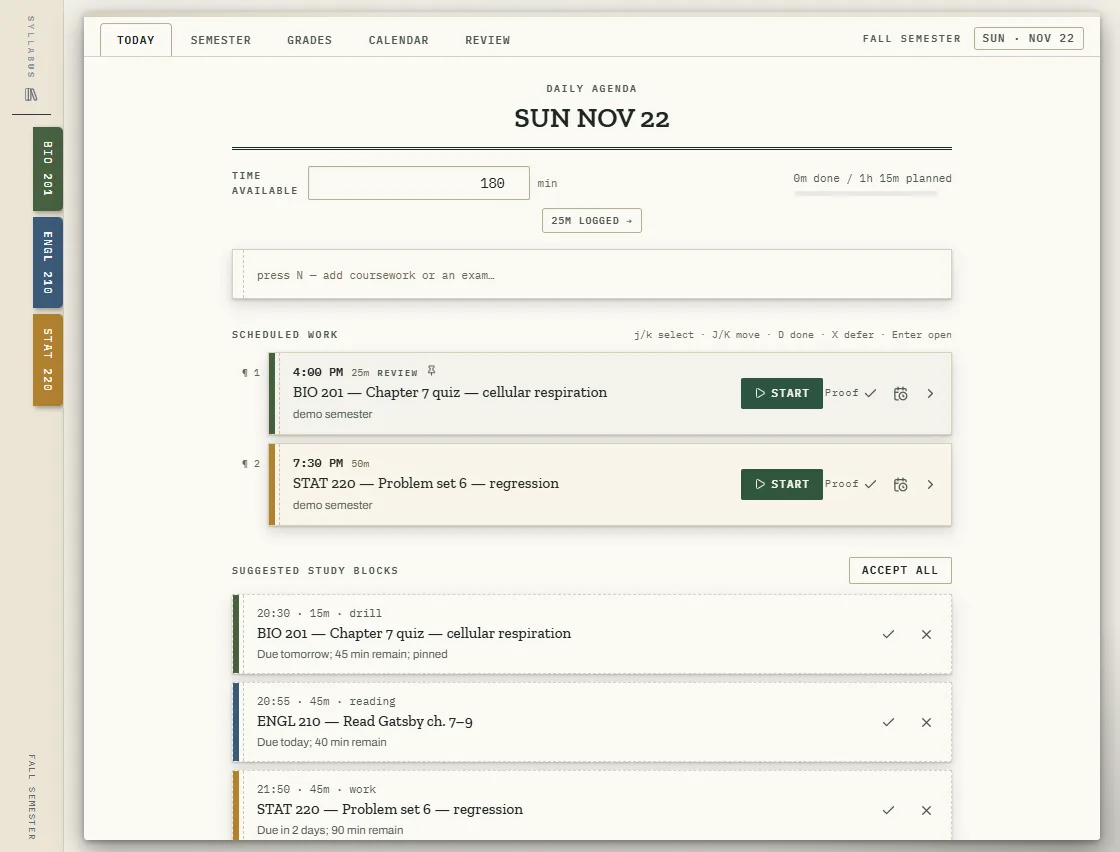 SYLLABUS
BIO 201
ENGL 210
STAT 220
FALL SEMESTER
TODAY SEMESTER GRADES CALENDAR REVIEW FALL SEMESTER SUN · NOV 22
DAILY AGENDA
SUN NOV 22
TIME AVAILABLE 180 min 0m done / 1h 15m planned
25M LOGGED →
press N — add coursework or an exam…
SCHEDULED WORK j/k select · J/K move · D done · X defer · Enter open
¶ 1 4:00 PM 25m REVIEW
BIO 201 — Chapter 7 quiz — cellular respiration START Proof
demo semester
¶ 2 7:30 PM 50m
STAT 220 — Problem set 6 — regression START Proof
demo semester
SUGGESTED STUDY BLOCKS ACCEPT ALL
20:30 · 15m · drill
BIO 201 — Chapter 7 quiz — cellular respiration
Due tomorrow; 45 min remain; pinned
20:55 · 45m · reading
ENGL 210 — Read Gatsby ch. 7–9
Due today; 40 min remain
21:50 · 45m · work
STAT 220 — Problem set 6 — regression
Due in 2 days; 90 min remain